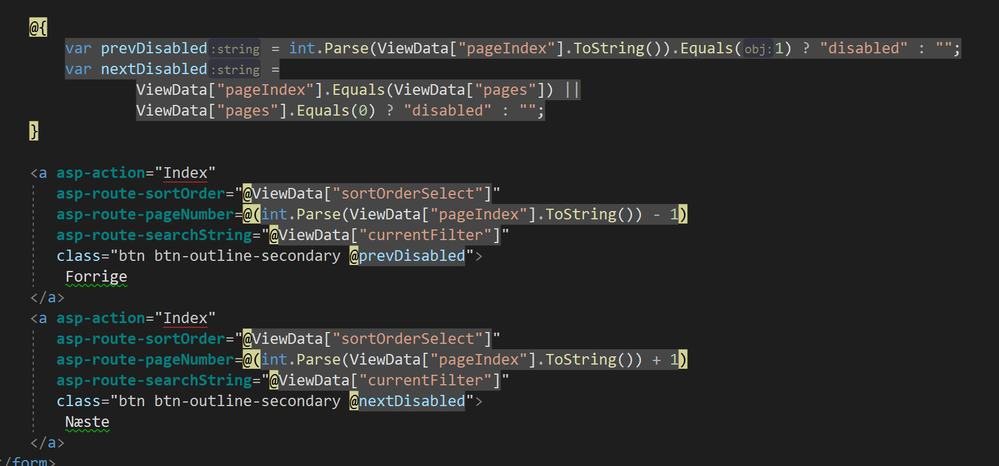 @{
var prevDisabled :string = int.Parse(ViewData["pageIndex"].ToString()).Equals( obj: 1) ? "disabled" : "";
var nextDisabled :string =
ViewData["pageIndex"].Equals(ViewData["pages"]) ||
ViewData["pages"].Equals(0) ? "disabled" : "";
}
<a asp-action="Index"
asp-route-sortOrder="@ViewData["sortOrderSelect"]"
asp-route-pageNumber=@(int.Parse(ViewData["pageIndex"].ToString()) - 1)
asp-route-searchString="@ViewData["currentFilter"]"
class="btn btn-outline-secondary @prevDisabled">
Forrige
</a>
<a asp-action="Index"
asp-route-sortOrder="@ViewData["sortOrderSelect"]"
asp-route-pageNumber=@(int.Parse(ViewData["pageIndex"].ToString()) + 1)
asp-route-searchString="@ViewData["currentFilter"]"
class="btn btn-outline-secondary @nextDisabled">
Næste
</a>
/form>